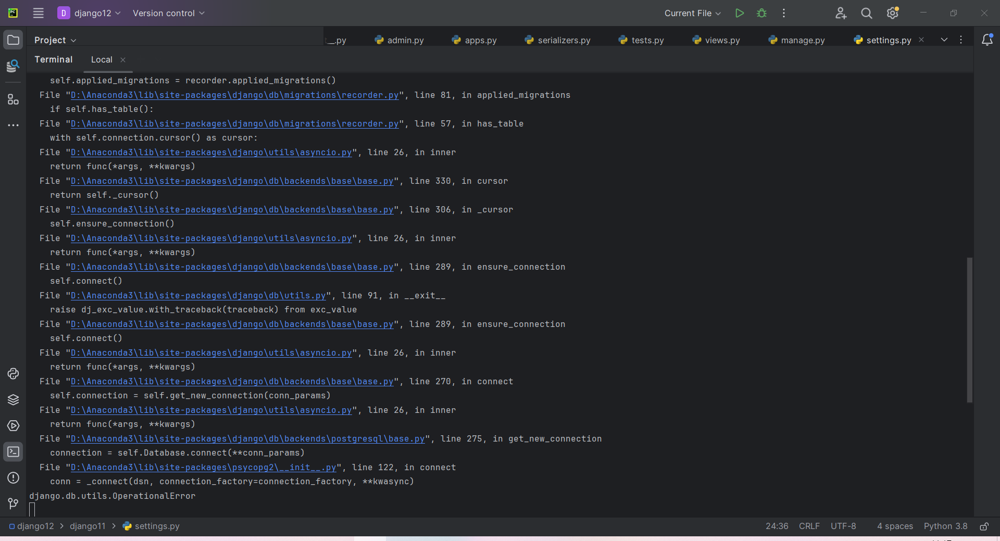 PC
D django12 Version control Current File
Project __.py admin.py apps.py serializers.py tests.py views.py manage.py settings.py
Terminal Local
self.applied_migrations = recorder.applied_migrations()
File "D:\Anaconda3\lib\site-packages\django\db\migrations\recorder.py", line 81, in applied_migrations
if self.has_table():
File "D:\Anaconda3\lib\site-packages\django\db\migrations\recorder.py", line 57, in has_table
with self.connection.cursor() as cursor:
File "D:\Anaconda3\lib\site-packages\django\utils\asyncio.py", line 26, in inner
return func(*args, **kwargs)
File "D:\Anaconda3\lib\site-packages\django\db\backends\base\base.py", line 330, in cursor
return self._cursor()
File "D:\Anaconda3\lib\site-packages\django\db\backends\base\base.py", line 306, in _cursor
self.ensure_connection()
File "D:\Anaconda3\lib\site-packages\django\utils\asyncio.py", line 26, in inner
return func(*args, **kwargs)
File "D:\Anaconda3\lib\site-packages\django\db\backends\base\base.py", line 289, in ensure_connection
self.connect()
File "D:\Anaconda3\lib\site-packages\django\db\utils.py", line 91, in __exit__
raise dj_exc_value.with_traceback(traceback) from exc_value
File "D:\Anaconda3\lib\site-packages\django\db\backends\base\base.py", line 289, in ensure_connection
self.connect()
File "D:\Anaconda3\lib\site-packages\django\utils\asyncio.py", line 26, in inner
return func(*args, **kwargs)
File "D:\Anaconda3\lib\site-packages\django\db\backends\base\base.py", line 270, in connect
self.connection = self.get_new_connection(conn_params)
File "D:\Anaconda3\lib\site-packages\django\utils\asyncio.py", line 26, in inner
return func(*args, **kwargs)
File "D:\Anaconda3\lib\site-packages\django\db\backends\postgresql\base.py", line 275, in get_new_connection
connection = self.Database.connect(**conn_params)
File "D:\Anaconda3\lib\site-packages\psycopg2\__init__.py", line 122, in connect
conn = _connect(dsn, connection_factory=connection_factory, **kwasync)
django.db.utils.OperationalError
django12 > django11 > settings.py 24:36 CRLF UTF-8 4 spaces Python 3.8